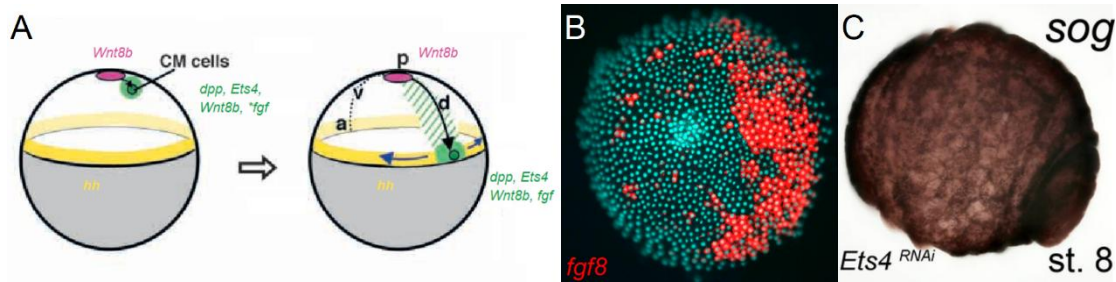 A
Wnt8b
CM cells
dpp, Ets4,
Wnt8b, *fgf
hh
Wnt8b
p
v
d
a
hh
dpp, Ets4
Wnt8b, fgf
B
fgf8
C
sog
Ets4 RNAi
st. 8